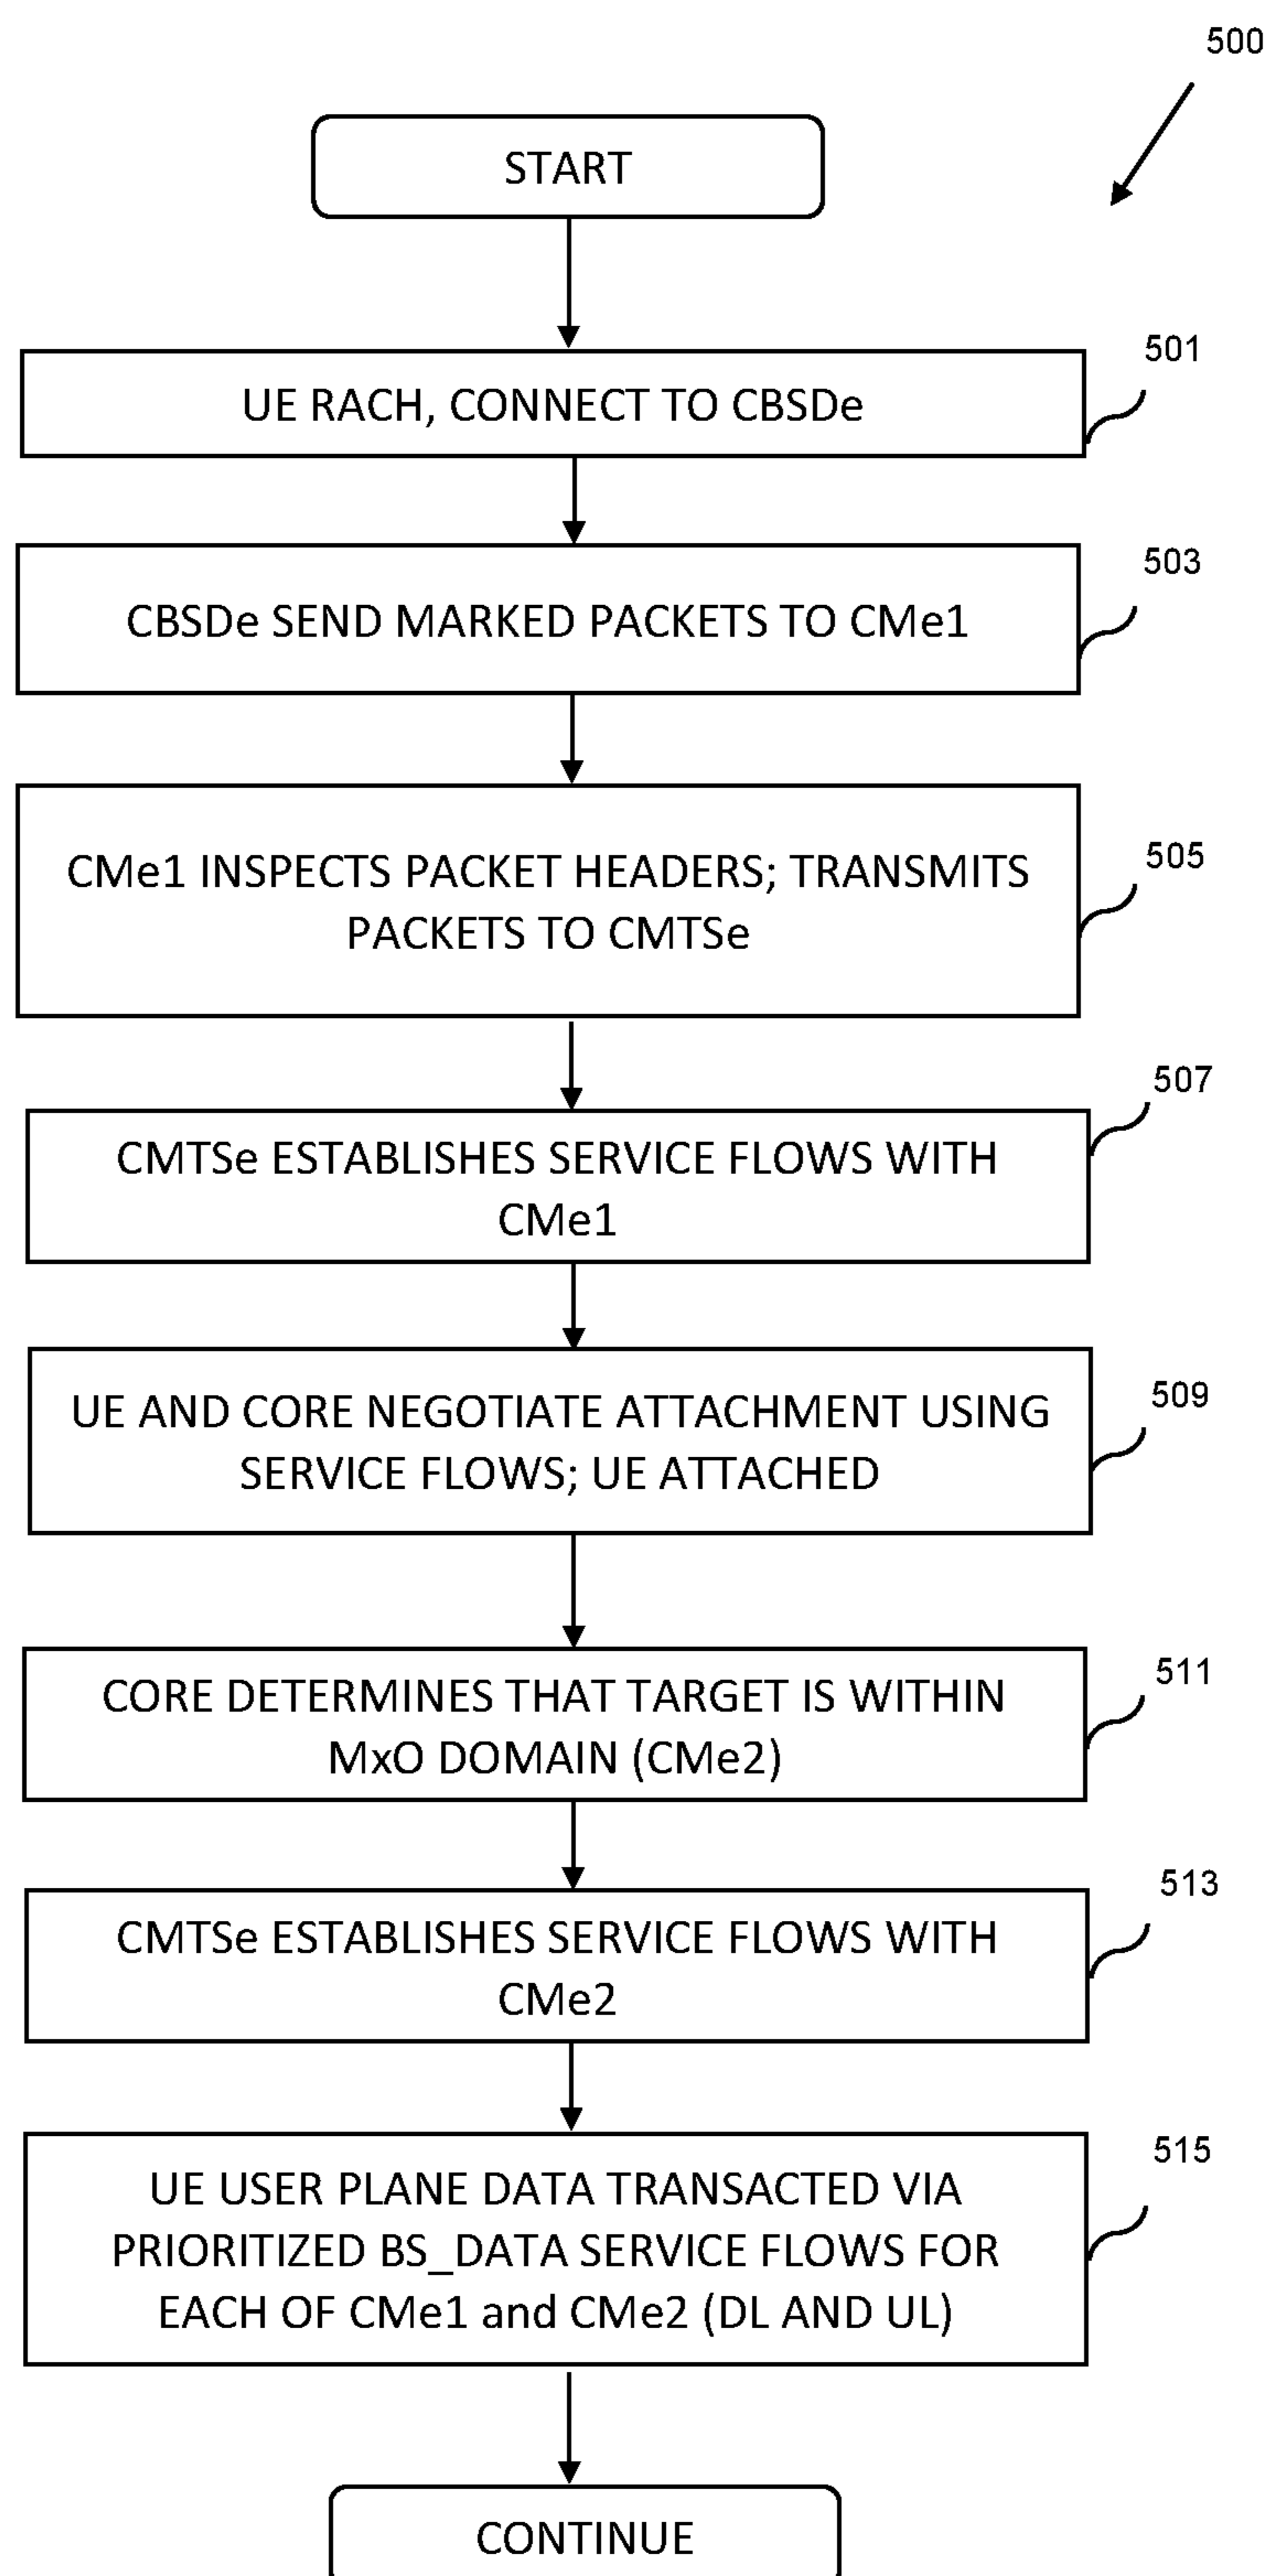 500
START
501
UE RACH, CONNECT TO CBSDe
503
CBSDe SEND MARKED PACKETS TO CMe1
505
CMe1 INSPECTS PACKET HEADERS; TRANSMITS
PACKETS TO CMTSe
507
CMTSe ESTABLISHES SERVICE FLOWS WITH
CMe1
509
UE AND CORE NEGOTIATE ATTACHMENT USING
SERVICE FLOWS; UE ATTACHED
511
CORE DETERMINES THAT TARGET IS WITHIN
MxO DOMAIN (CMe2)
513
CMTSe ESTABLISHES SERVICE FLOWS WITH
CMe2
515
UE USER PLANE DATA TRANSACTED VIA
PRIORITIZED BS_DATA SERVICE FLOWS FOR
EACH OF CMe1 and CMe2 (DL AND UL)
CONTINUE